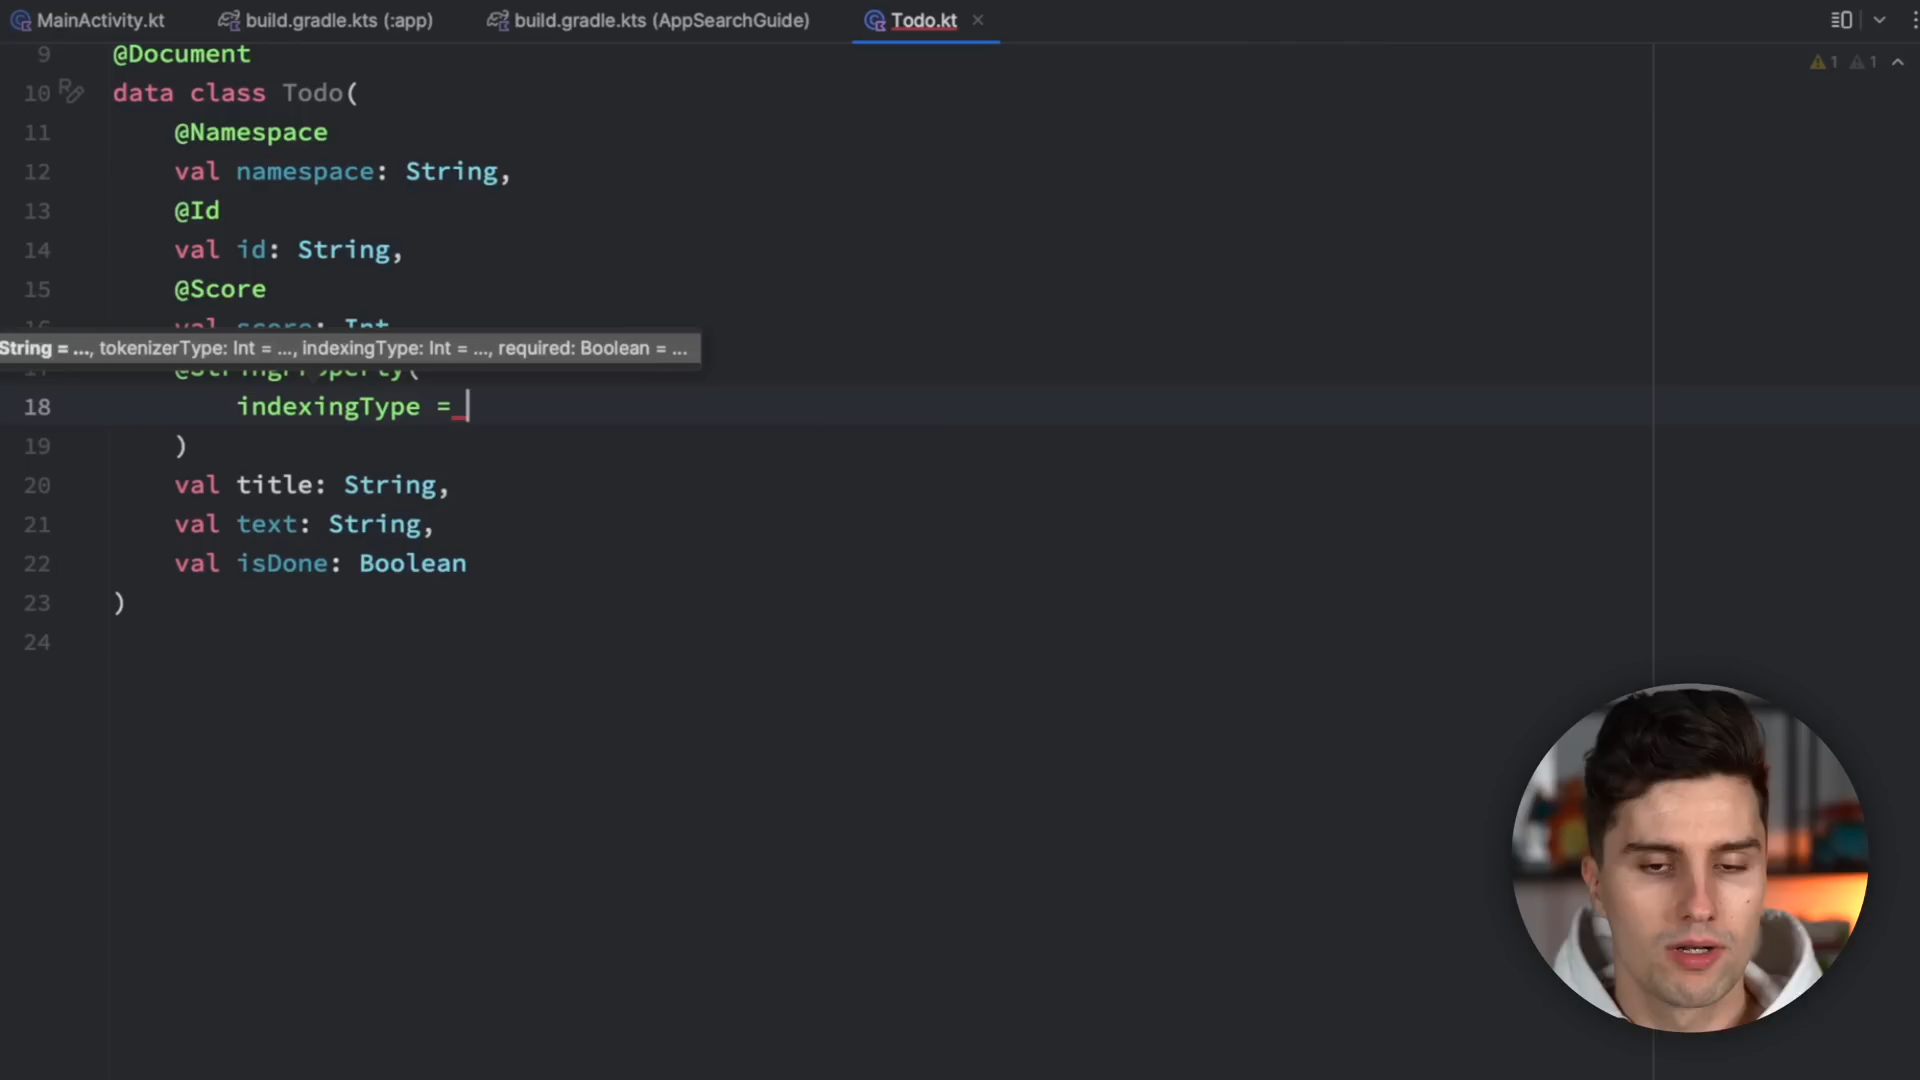 MainActivity.kt build.gradle.kts (:app) build.gradle.kts (AppSearchGuide) Todo.kt
1 1
9 @Document
10 data class Todo(
11 @Namespace
12 val namespace: String,
13 @Id
14 val id: String,
15 @Score
16 val score: Int
String = ..., tokenizerType: Int = ..., indexingType: Int = ..., required: Boolean = ...
17 @StringProperty(
18 indexingType =
19 )
20 val title: String,
21 val text: String,
22 val isDone: Boolean
23 )
24